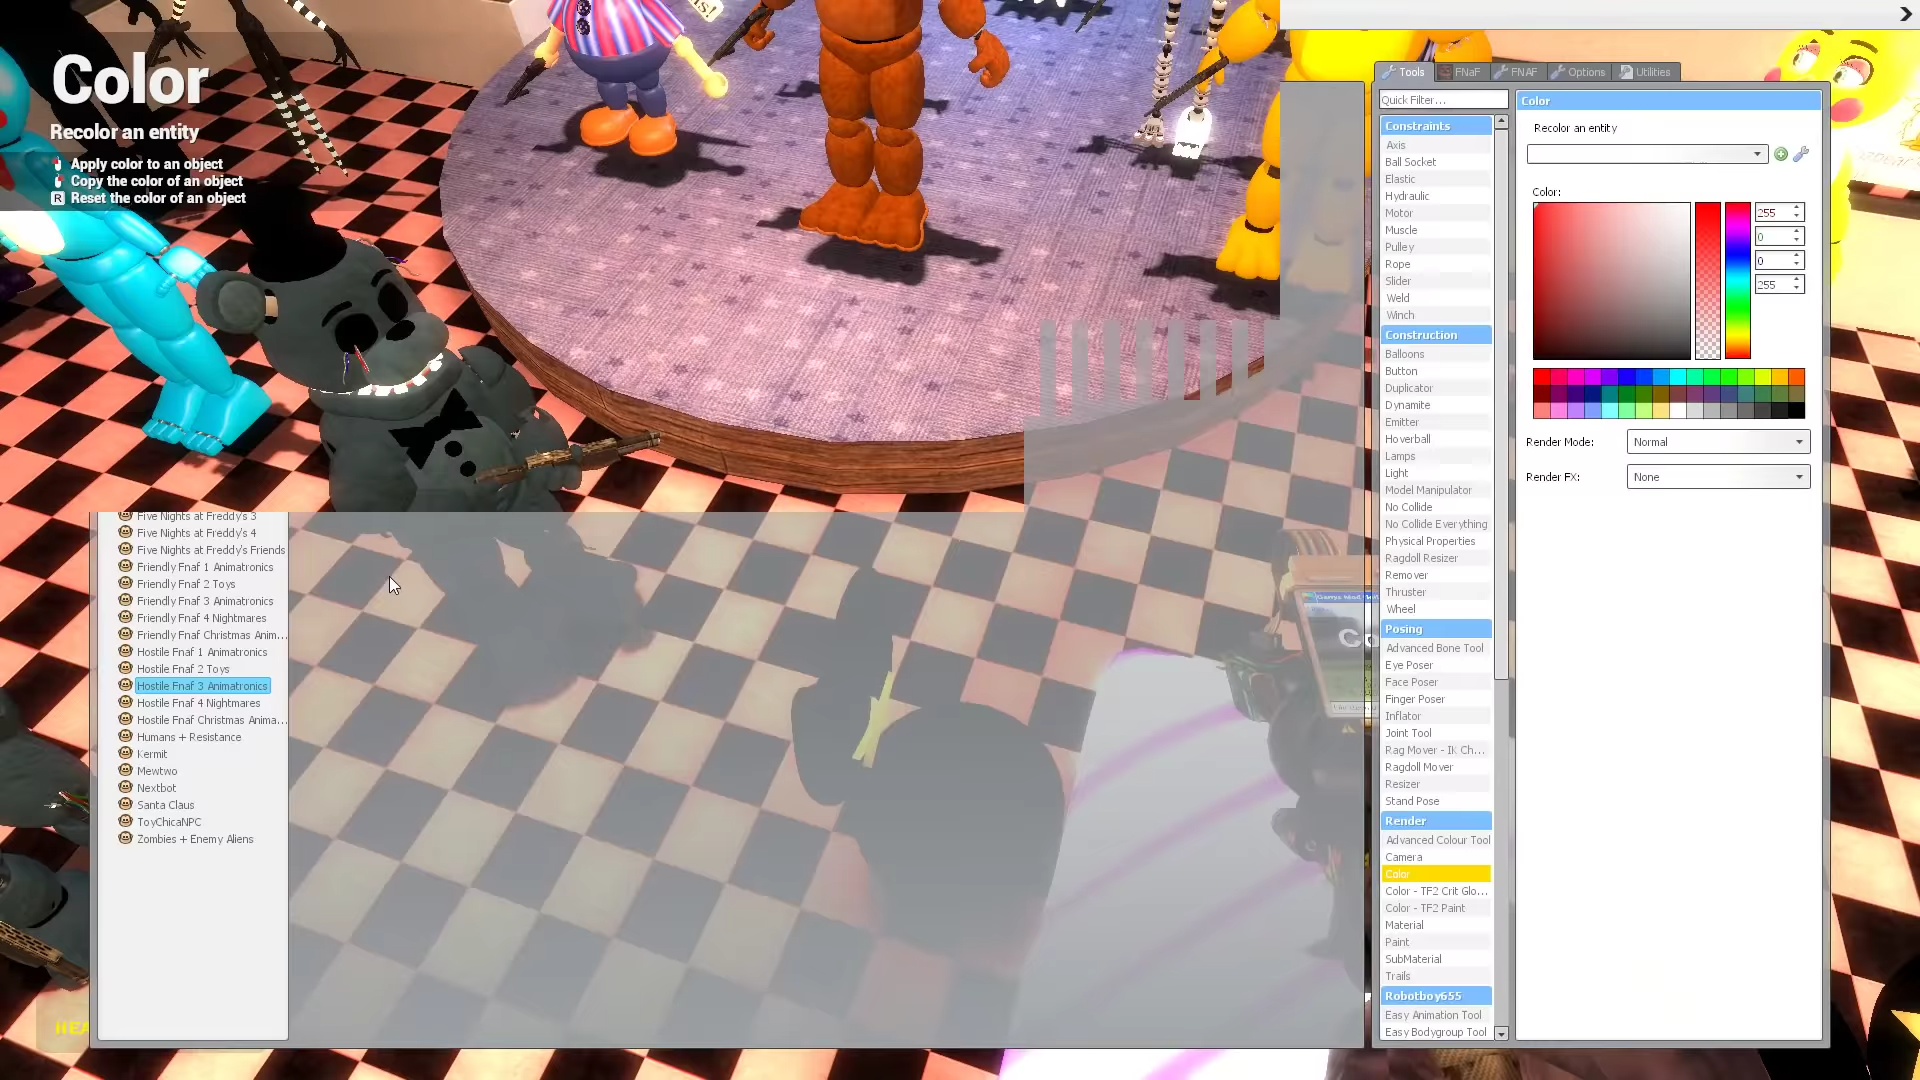 Color
Recolor an entity
Apply color to an object
Copy the color of an object
R Reset the color of an object
Five Nights at Freddy's 3
Five Nights at Freddy's 4
Five Nights at Freddy's Friends
Friendly Fnaf 1 Animatronics
Friendly Fnaf 2 Toys
Friendly Fnaf 3 Animatronics
Friendly Fnaf 4 Nightmares
Friendly Fnaf Christmas Anim...
Hostile Fnaf 1 Animatronics
Hostile Fnaf 2 Toys
Hostile Fnaf 3 Animatronics
Hostile Fnaf 4 Nightmares
Hostile Fnaf Christmas Anima...
Humans + Resistance
Kermit
Mewtwo
Nextbot
Santa Claus
ToyChicaNPC
Zombies + Enemy Aliens
Tools FNaF FNAF Options Utilities
Quick Filter...
Constraints
Axis
Ball Socket
Elastic
Hydraulic
Motor
Muscle
Pulley
Rope
Slider
Weld
Winch
Construction
Balloons
Button
Duplicator
Dynamite
Emitter
Hoverball
Lamps
Light
Model Manipulator
No Collide
No Collide Everything
Physical Properties
Ragdoll Resizer
Remover
Thruster
Wheel
Posing
Advanced Bone Tool
Eye Poser
Face Poser
Finger Poser
Inflator
Joint Tool
Rag Mover - IK Ch...
Ragdoll Mover
Resizer
Stand Pose
Render
Advanced Colour Tool
Camera
Color
Color - TF2 Crit Glo...
Color - TF2 Paint
Material
Paint
SubMaterial
Trails
Robotboy655
Easy Animation Tool
Easy Bodygroup Tool
Color
Recolor an entity
Color:
255
0
0
255
Render Mode: Normal
Render FX: None